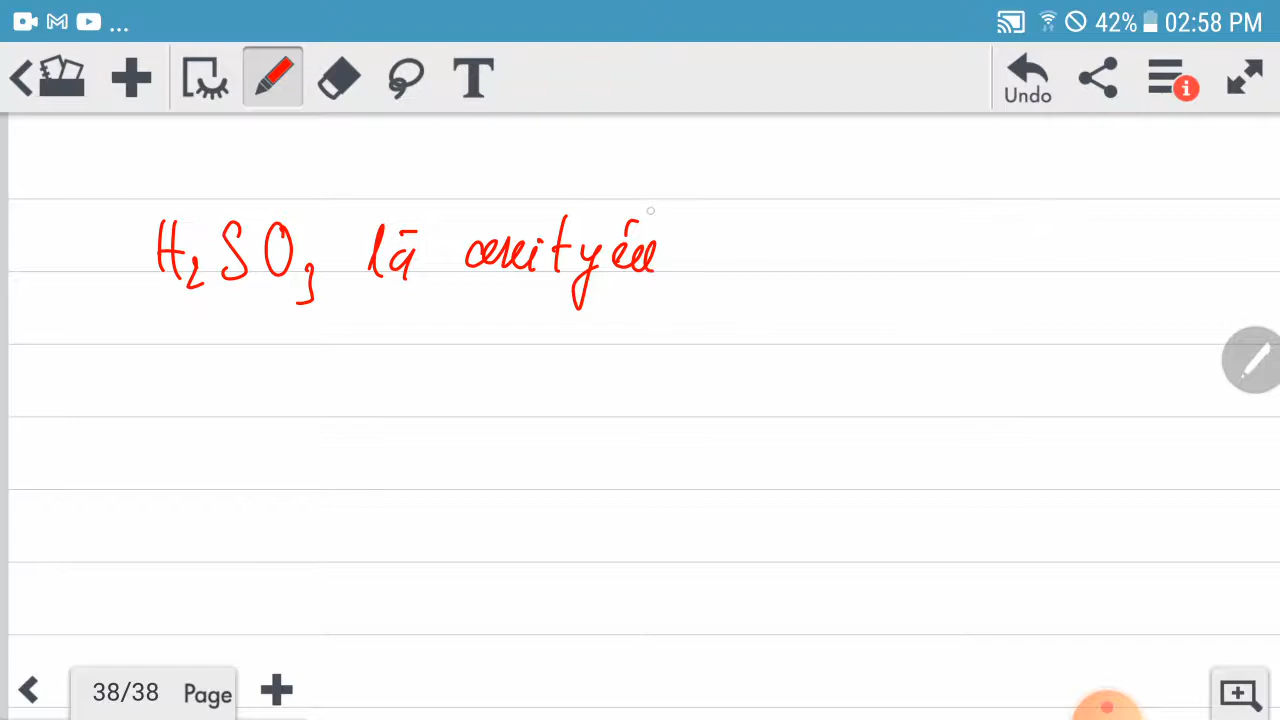 ... 42% 02:58 PM
T Undo i
H₂SO₃ là axit yếu
38/38 Page